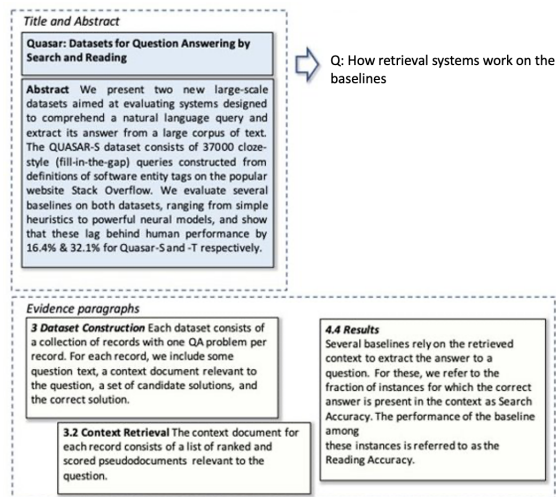 Title and Abstract
Quasar: Datasets for Question Answering by
Search and Reading
Abstract We present two new large-scale
datasets aimed at evaluating systems designed
to comprehend a natural language query and
extract its answer from a large corpus of text.
The QUASAR-S dataset consists of 37000 cloze-
style (fill-in-the-gap) queries constructed from
definitions of software entity tags on the popular
website Stack Overflow. We evaluate several
baselines on both datasets, ranging from simple
heuristics to powerful neural models, and show
that these lag behind human performance by
16.4% & 32.1% for Quasar-S and -T respectively.
Q: How retrieval systems work on the
baselines
Evidence paragraphs
3 Dataset Construction Each dataset consists of
a collection of records with one QA problem per
record. For each record, we include some
question text, a context document relevant to
the question, a set of candidate solutions, and
the correct solution.
3.2 Context Retrieval The context document for
each record consists of a list of ranked and
scored pseudodocuments relevant to the
question.
4.4 Results
Several baselines rely on the retrieved
context to extract the answer to a
question. For these, we refer to the
fraction of instances for which the correct
answer is present in the context as Search
Accuracy. The performance of the baseline
among
these instances is referred to as the
Reading Accuracy.